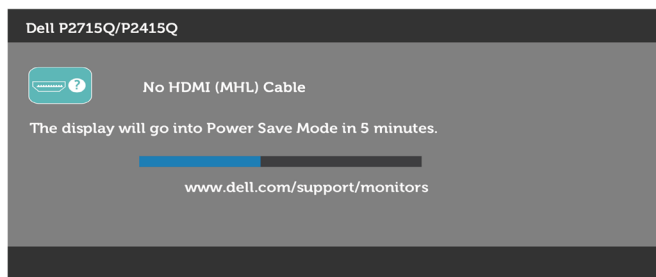 Dell P2715Q/P2415Q
?
No HDMI (MHL) Cable
The display will go into Power Save Mode in 5 minutes.
www.dell.com/support/monitors